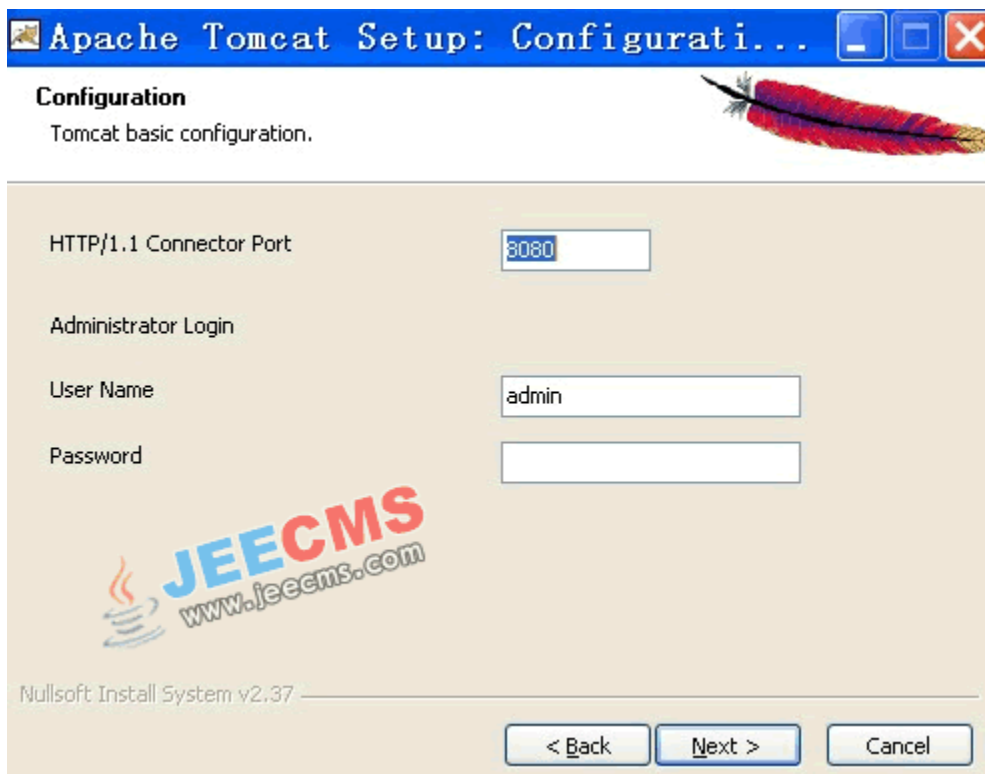 Apache Tomcat Setup: Configurati...
Configuration
Tomcat basic configuration.
HTTP/1.1 Connector Port
8080
Administrator Login
User Name
admin
Password
JEECMS
www.jeecms.com
Nullsoft Install System v2.37
< Back
Next >
Cancel